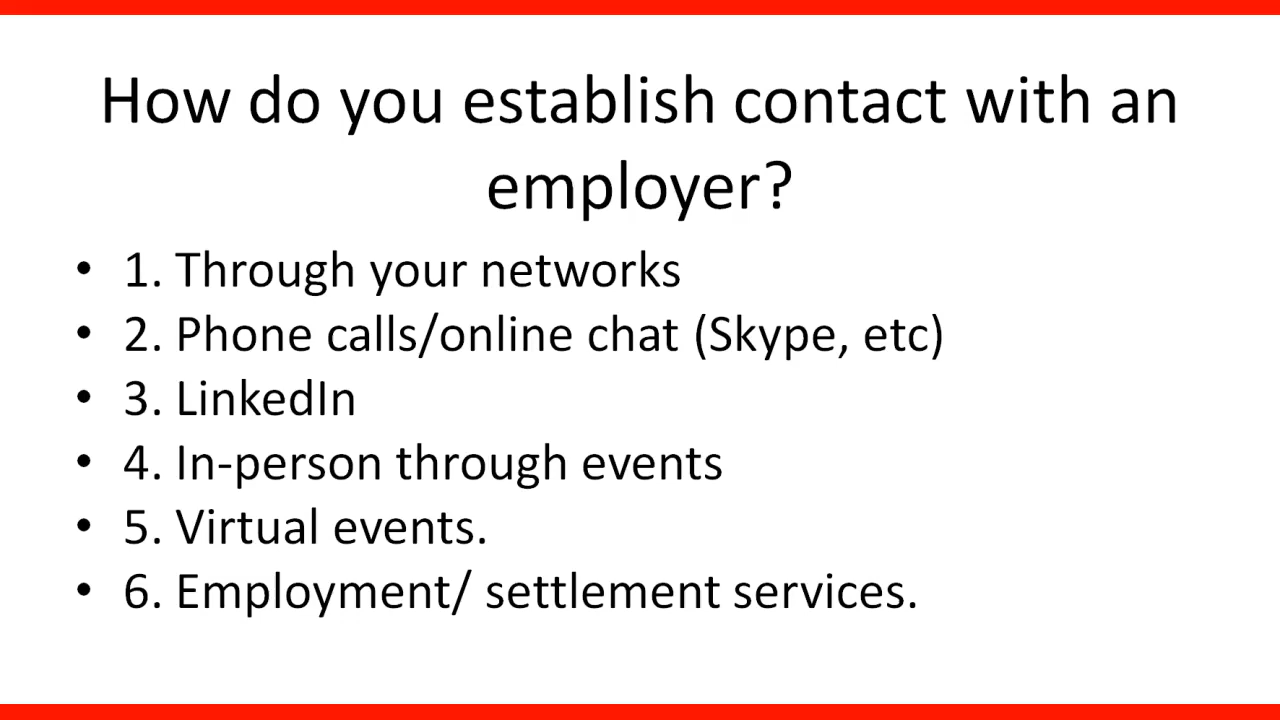 How do you establish contact with an
employer?
• 1. Through your networks
• 2. Phone calls/online chat (Skype, etc)
• 3. LinkedIn
• 4. In-person through events
• 5. Virtual events.
• 6. Employment/ settlement services.